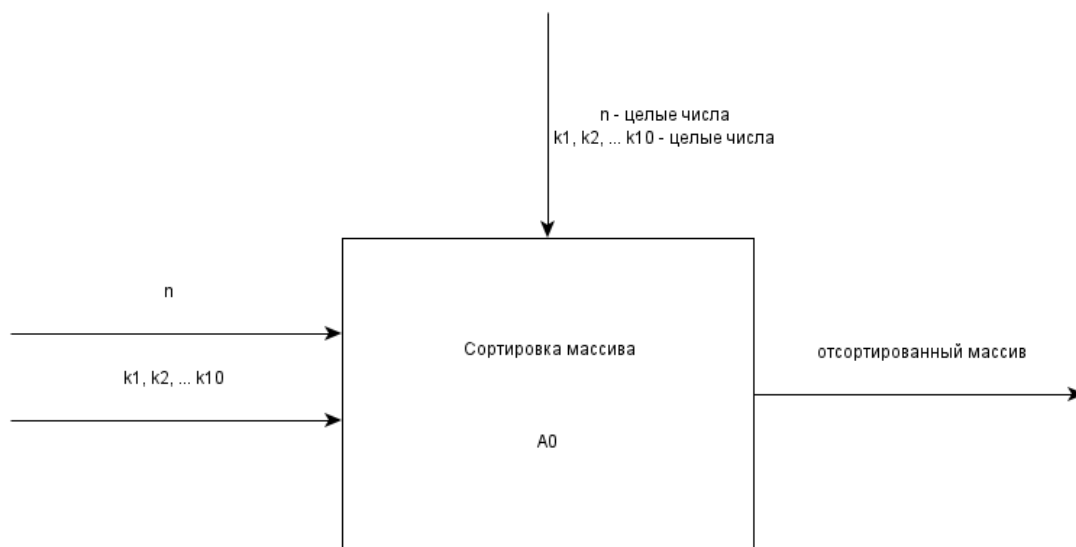 n - целые числа
k1, k2, ... k10 - целые числа
n
Сортировка массива
отсортированный массив
k1, k2, ... k10
A0